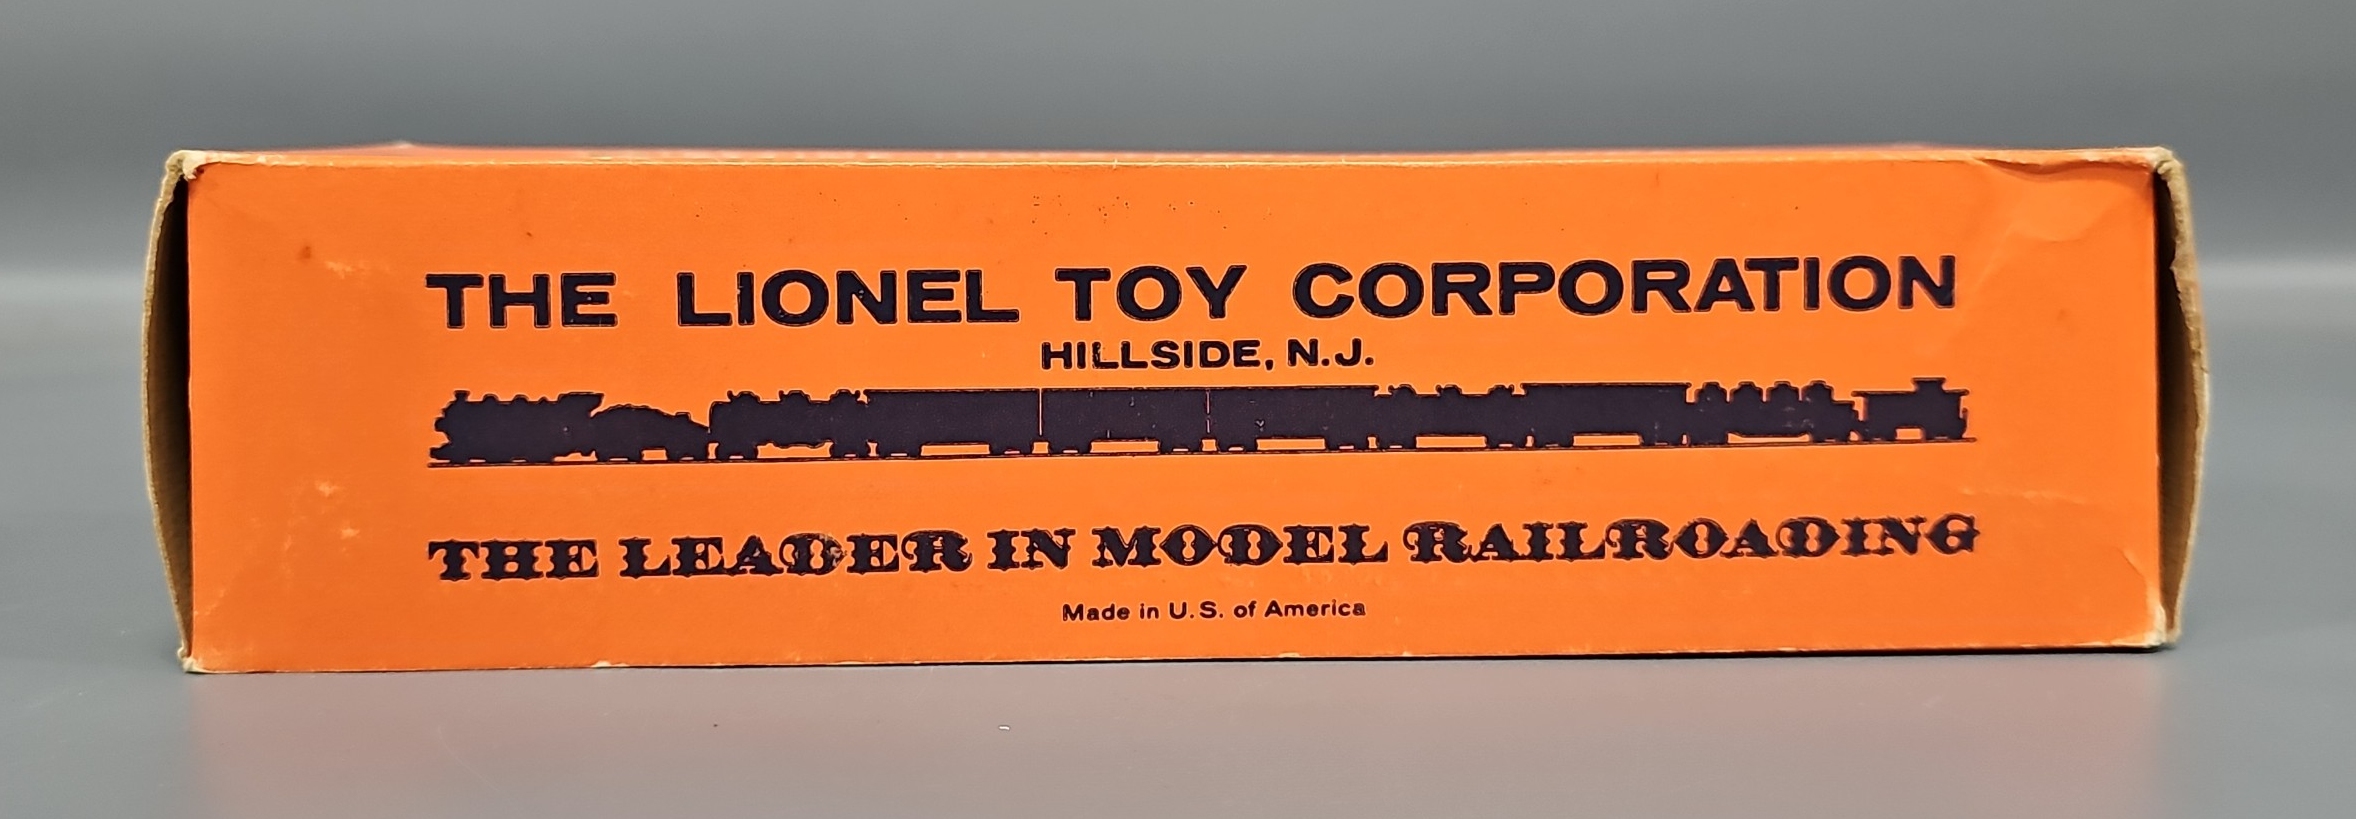 THE LIONEL TOY CORPORATION
HILLSIDE, N.J.
THE LEADER IN MODEL RAILROADING
Made in U.S. of America